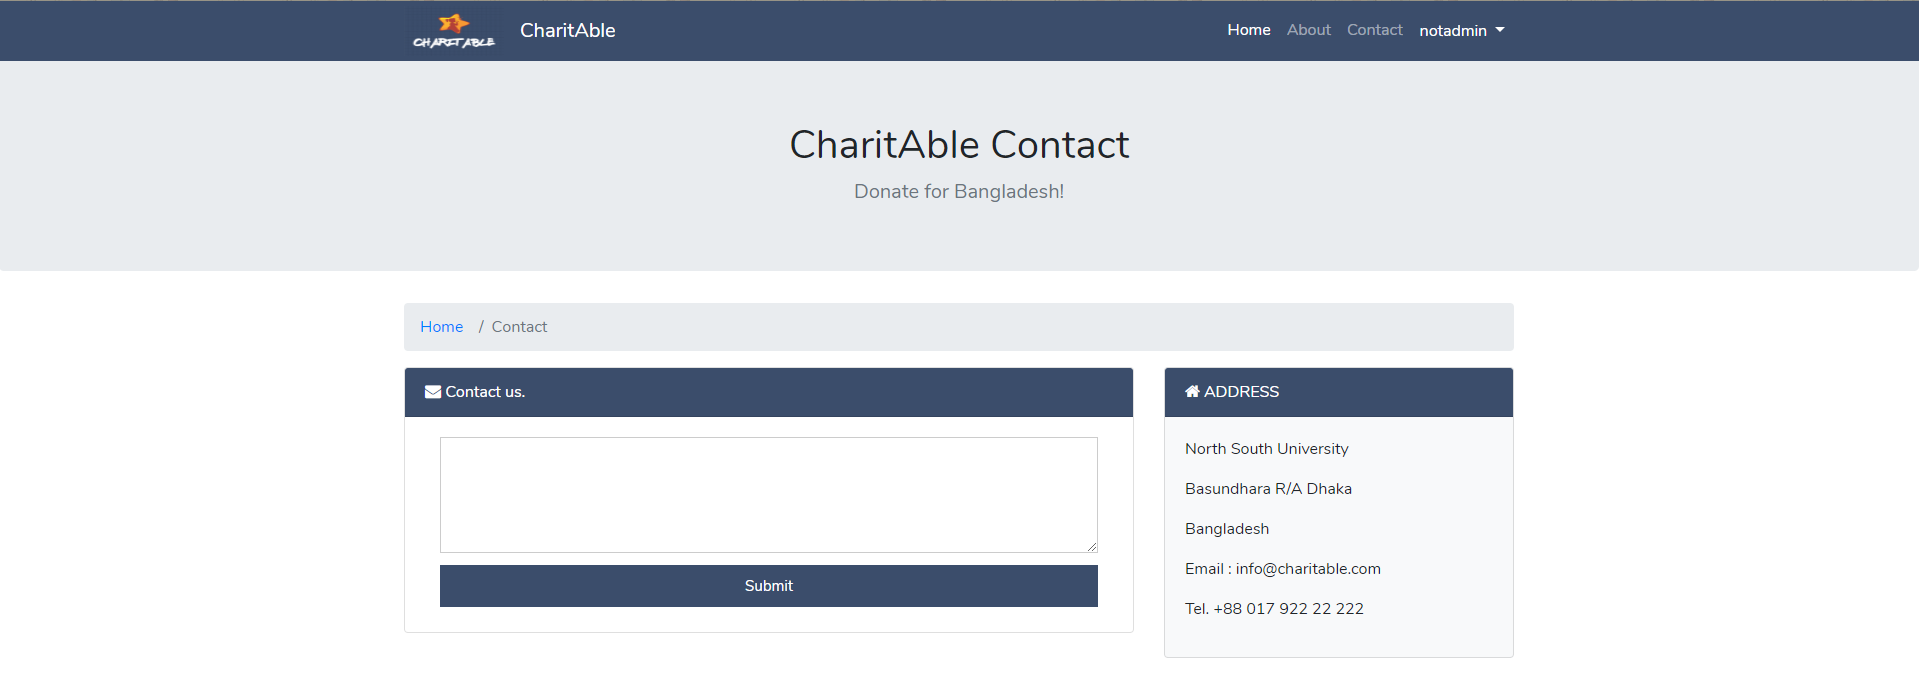 CHARITABLE CharitAble Home About Contact notadmin
CharitAble Contact
Donate for Bangladesh!
Home / Contact
Contact us.
Submit
ADDRESS
North South University
Basundhara R/A Dhaka
Bangladesh
Email : info@charitable.com
Tel. +88 017 922 22 222